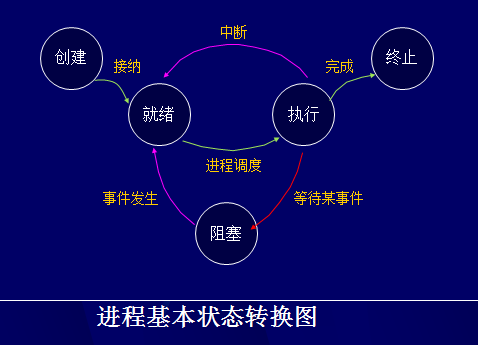 中断
创建
接纳
完成
终止
就绪
执行
进程调度
事件发生
等待某事件
阻塞
进程基本状态转换图